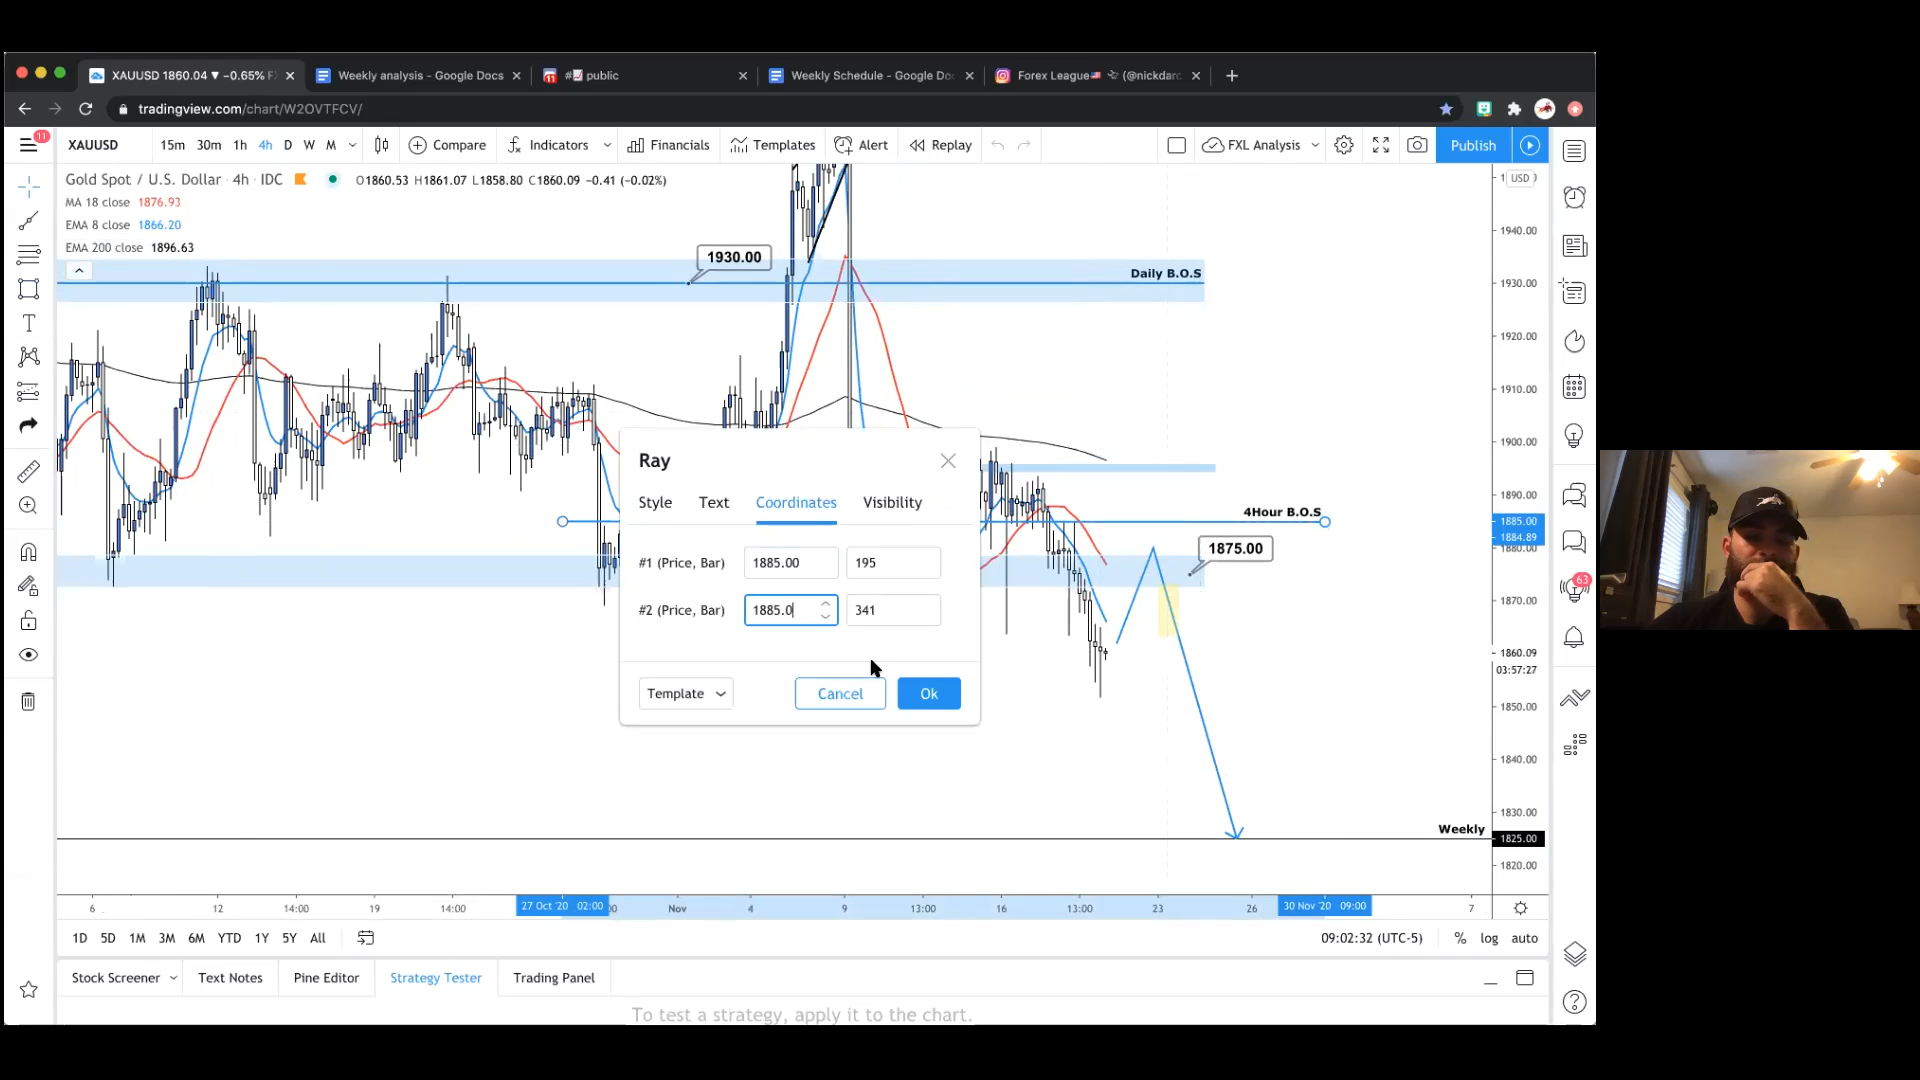 XAUUSD 1860.04 ▼ −0.65%
Weekly analysis - Google Docs
#📈 public
Weekly Schedule - Google Do
Forex League🇺🇸 (@nickdarc
tradingview.com/chart/W2OVTFCV/
11
XAUUSD 15m 30m 1h 4h D W M Compare Indicators Financials Templates Alert Replay FXL Analysis Publish
Gold Spot / U.S. Dollar · 4h · IDC O1860.53 H1861.07 L1858.80 C1860.09 −0.41 (−0.02%)
MA 18 close 1876.93
EMA 8 close 1866.20
EMA 200 close 1896.63
USD
1930.00
Daily B.O.S
4Hour B.O.S
1875.00
Weekly
1940.00
1930.00
1920.00
1910.00
1900.00
1890.00
1885.00
1884.89
1880.00
1870.00
1860.09
03:57:27
1850.00
1840.00
1830.00
1825.00
1820.00
63
Ray
Style Text Coordinates Visibility
#1 (Price, Bar) 1885.00 195
#2 (Price, Bar) 1885.0 341
Template Cancel Ok
6 12 14:00 19 14:00 27 Oct '20 02:00 Nov 4 9 13:00 16 13:00 23 26 30 Nov '20 09:00 7
1D 5D 1M 3M 6M YTD 1Y 5Y All 09:02:32 (UTC-5) % log auto
Stock Screener Text Notes Pine Editor Strategy Tester Trading Panel
To test a strategy, apply it to the chart.